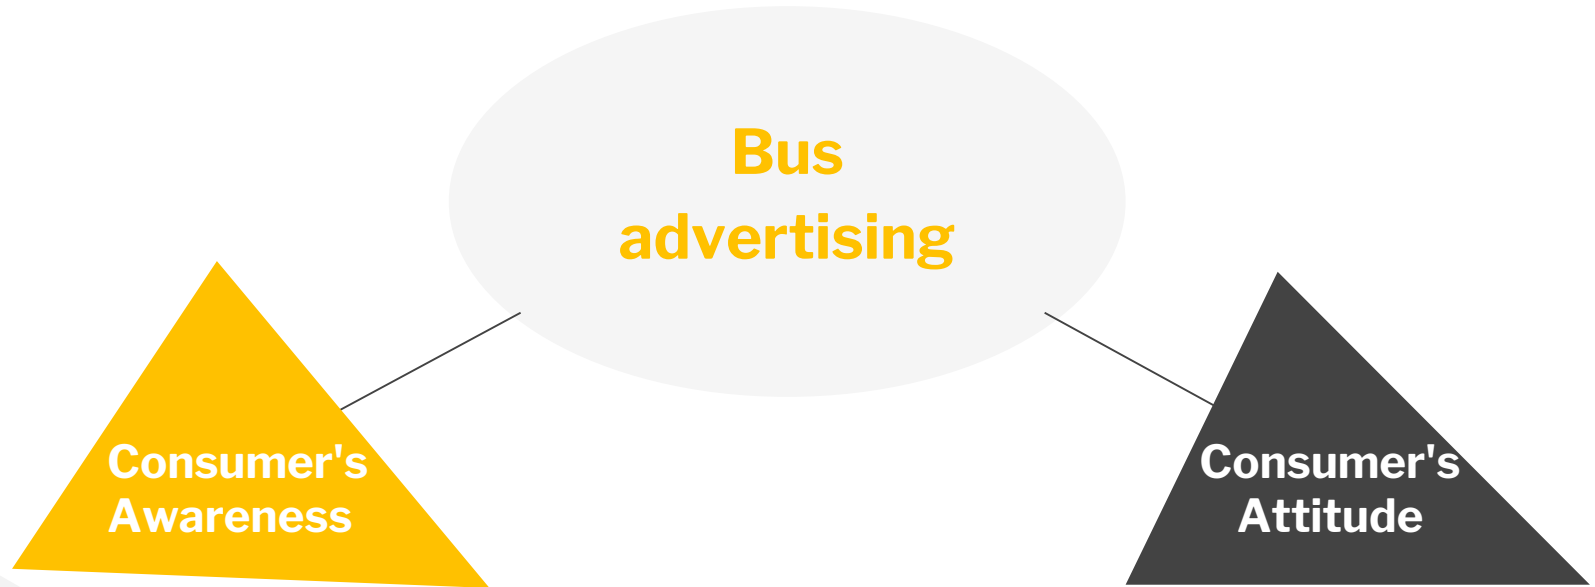 Bus
advertising
Consumer's
Awareness
Consumer's
Attitude